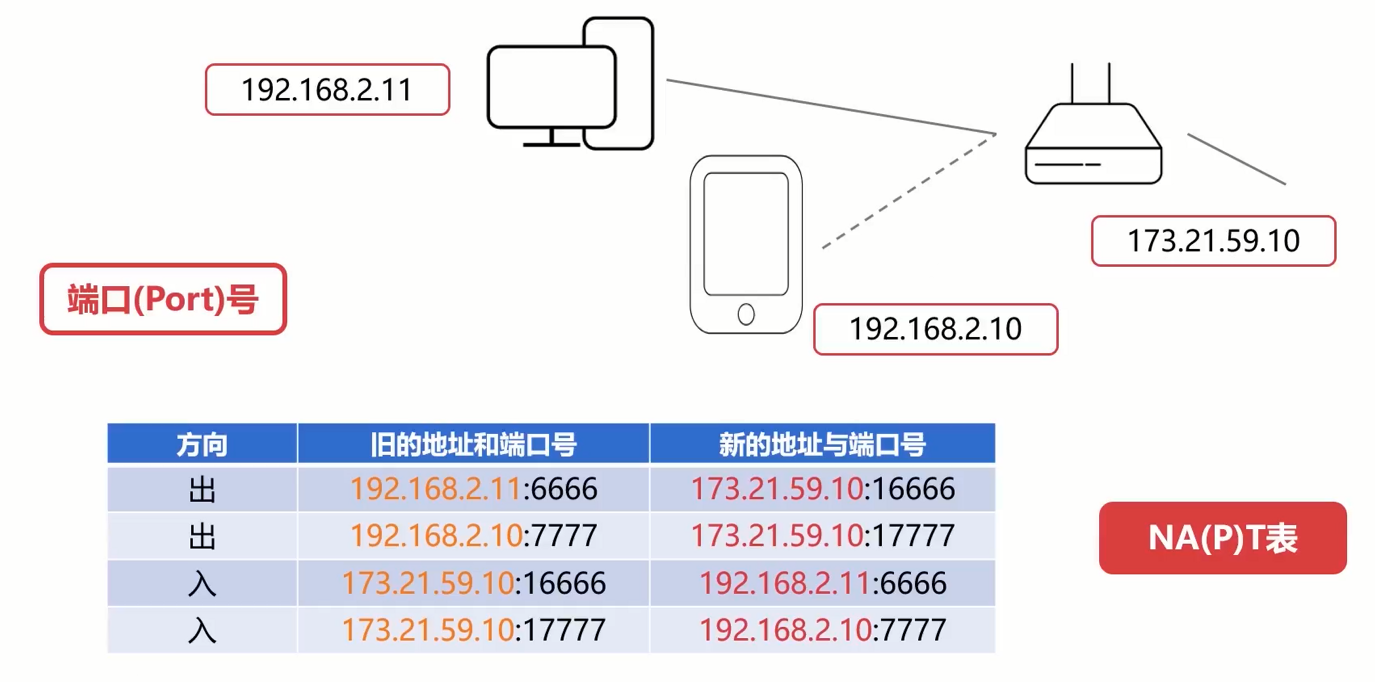 192.168.2.11
173.21.59.10
端口(Port)号
192.168.2.10
方向 旧的地址和端口号 新的地址与端口号
出 192.168.2.11:6666 173.21.59.10:16666
出 192.168.2.10:7777 173.21.59.10:17777
入 173.21.59.10:16666 192.168.2.11:6666
入 173.21.59.10:17777 192.168.2.10:7777
NA(P)T表